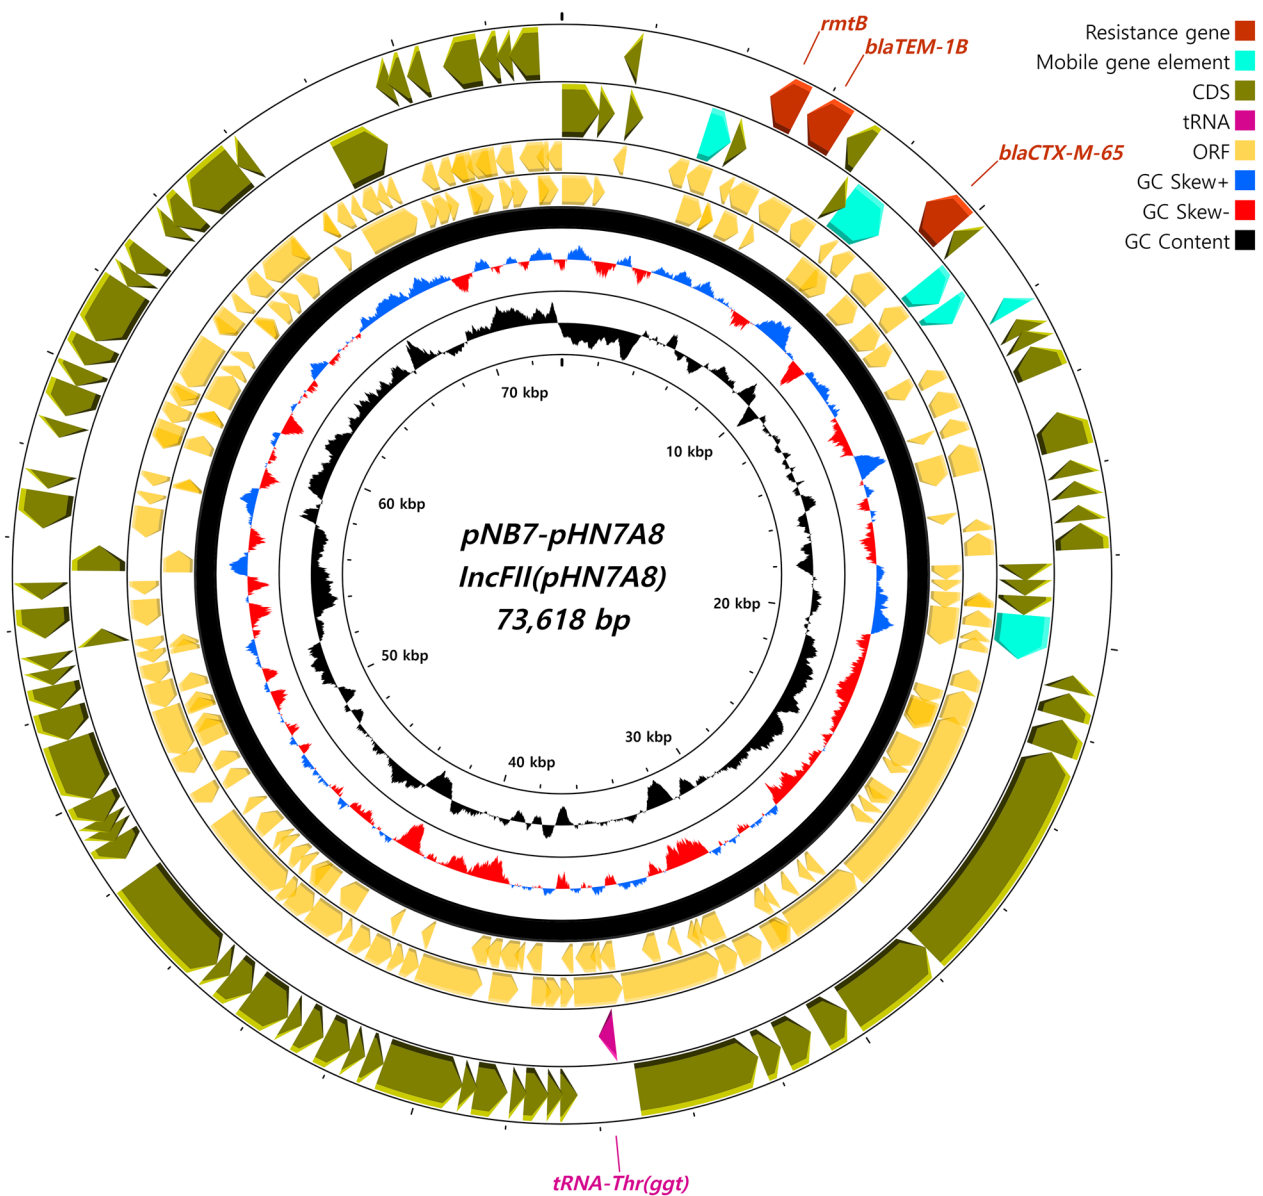 rmtB
blaTEM-1B
blaCTX-M-65
Resistance gene
Mobile gene element
CDS
tRNA
ORF
GC Skew+
GC Skew-
GC Content
70 kbp
10 kbp
60 kbp
pNB7-pHN7A8
IncFII(pHN7A8)
73,618 bp
20 kbp
50 kbp
30 kbp
40 kbp
tRNA-Thr(ggt)